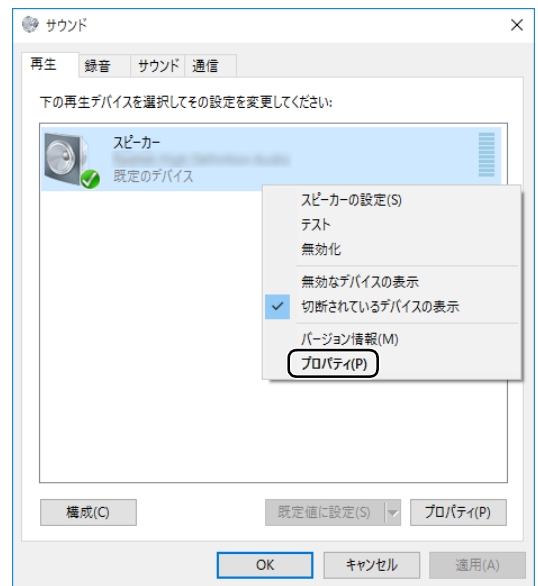 サウンド
再生 録音 サウンド 通信
下の再生デバイスを選択してその設定を変更してください:
スピーカー
既定のデバイス
スピーカーの設定(S)
テスト
無効化
無効なデバイスの表示
切断されているデバイスの表示
バージョン情報(M)
プロパティ(P)
構成(C) 既定値に設定(S) プロパティ(P)
OK キャンセル 適用(A)